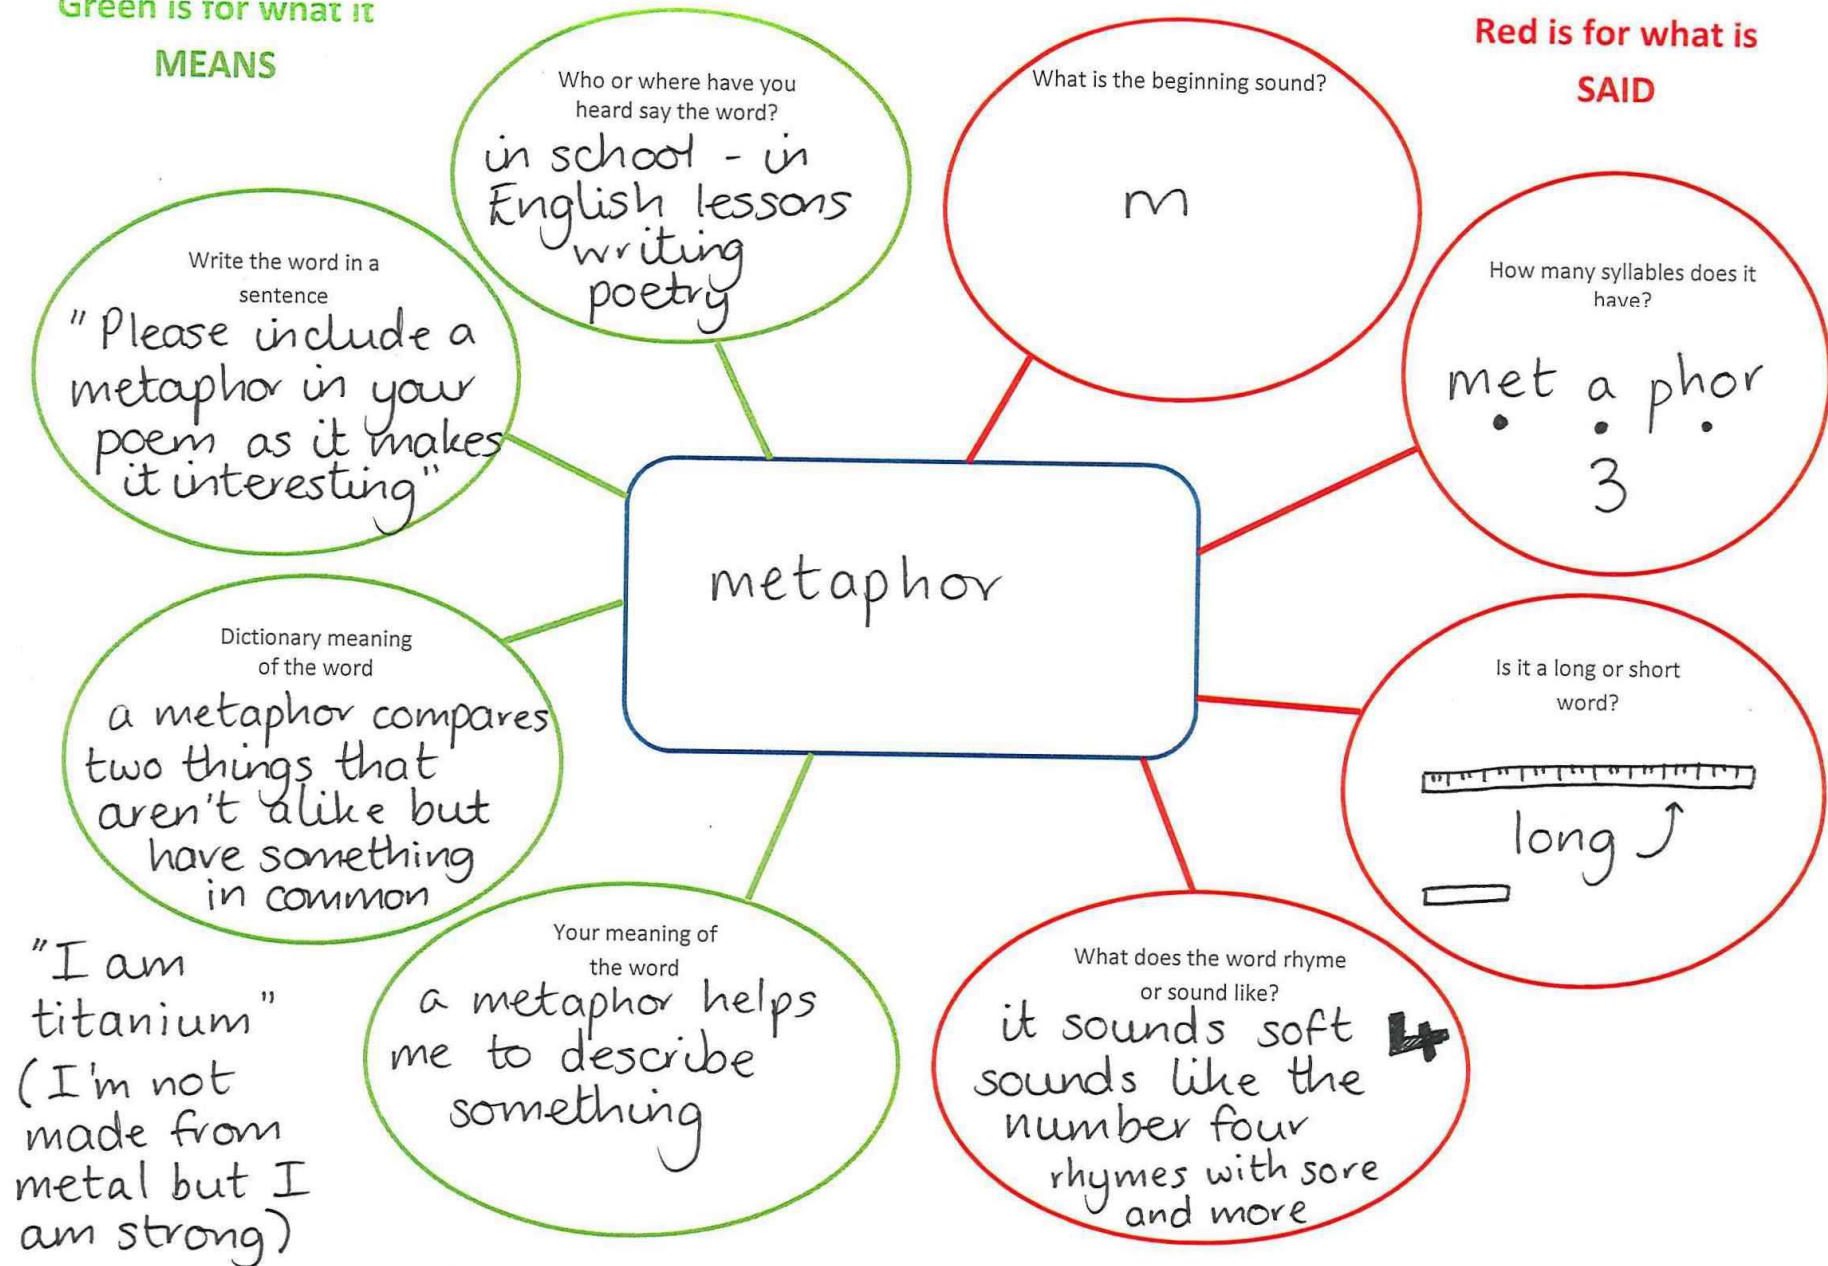 Green is for what it
MEANS
Who or where have you
heard say the word?
in school - in
English lessons
writing
poetry
What is the beginning sound?
m
Red is for what is
SAID
Write the word in a
sentence
"Please include a
metaphor in your
poem as it makes
it interesting"
How many syllables does it
have?
met a phor
3
metaphor
Dictionary meaning
of the word
a metaphor compares
two things that
aren't alike but
have something
in common
Is it a long or short
word?
long
"I am
titanium"
(I'm not
made from
metal but I
am strong)
Your meaning of
the word
a metaphor helps
me to describe
something
What does the word rhyme
or sound like?
it sounds soft 4
sounds like the
number four
rhymes with sore
and more